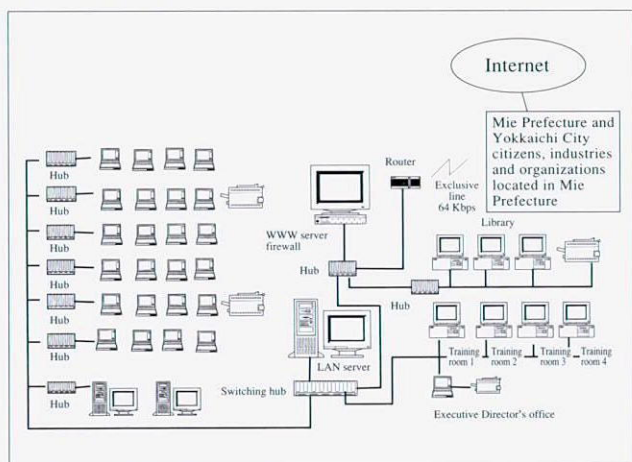 Internet
Mie Prefecture and
Yokkaichi City
citizens, industries
and organizations
located in Mie
Prefecture
Router
Exclusive
line
64 Kbps
WWW server
firewall
Hub
Library
Hub
Hub
Hub
Hub
Hub
Hub
Hub
Hub
LAN server
Switching hub
Training
room 1
Training
room 2
Training
room 3
Training
room 4
Executive Director's office